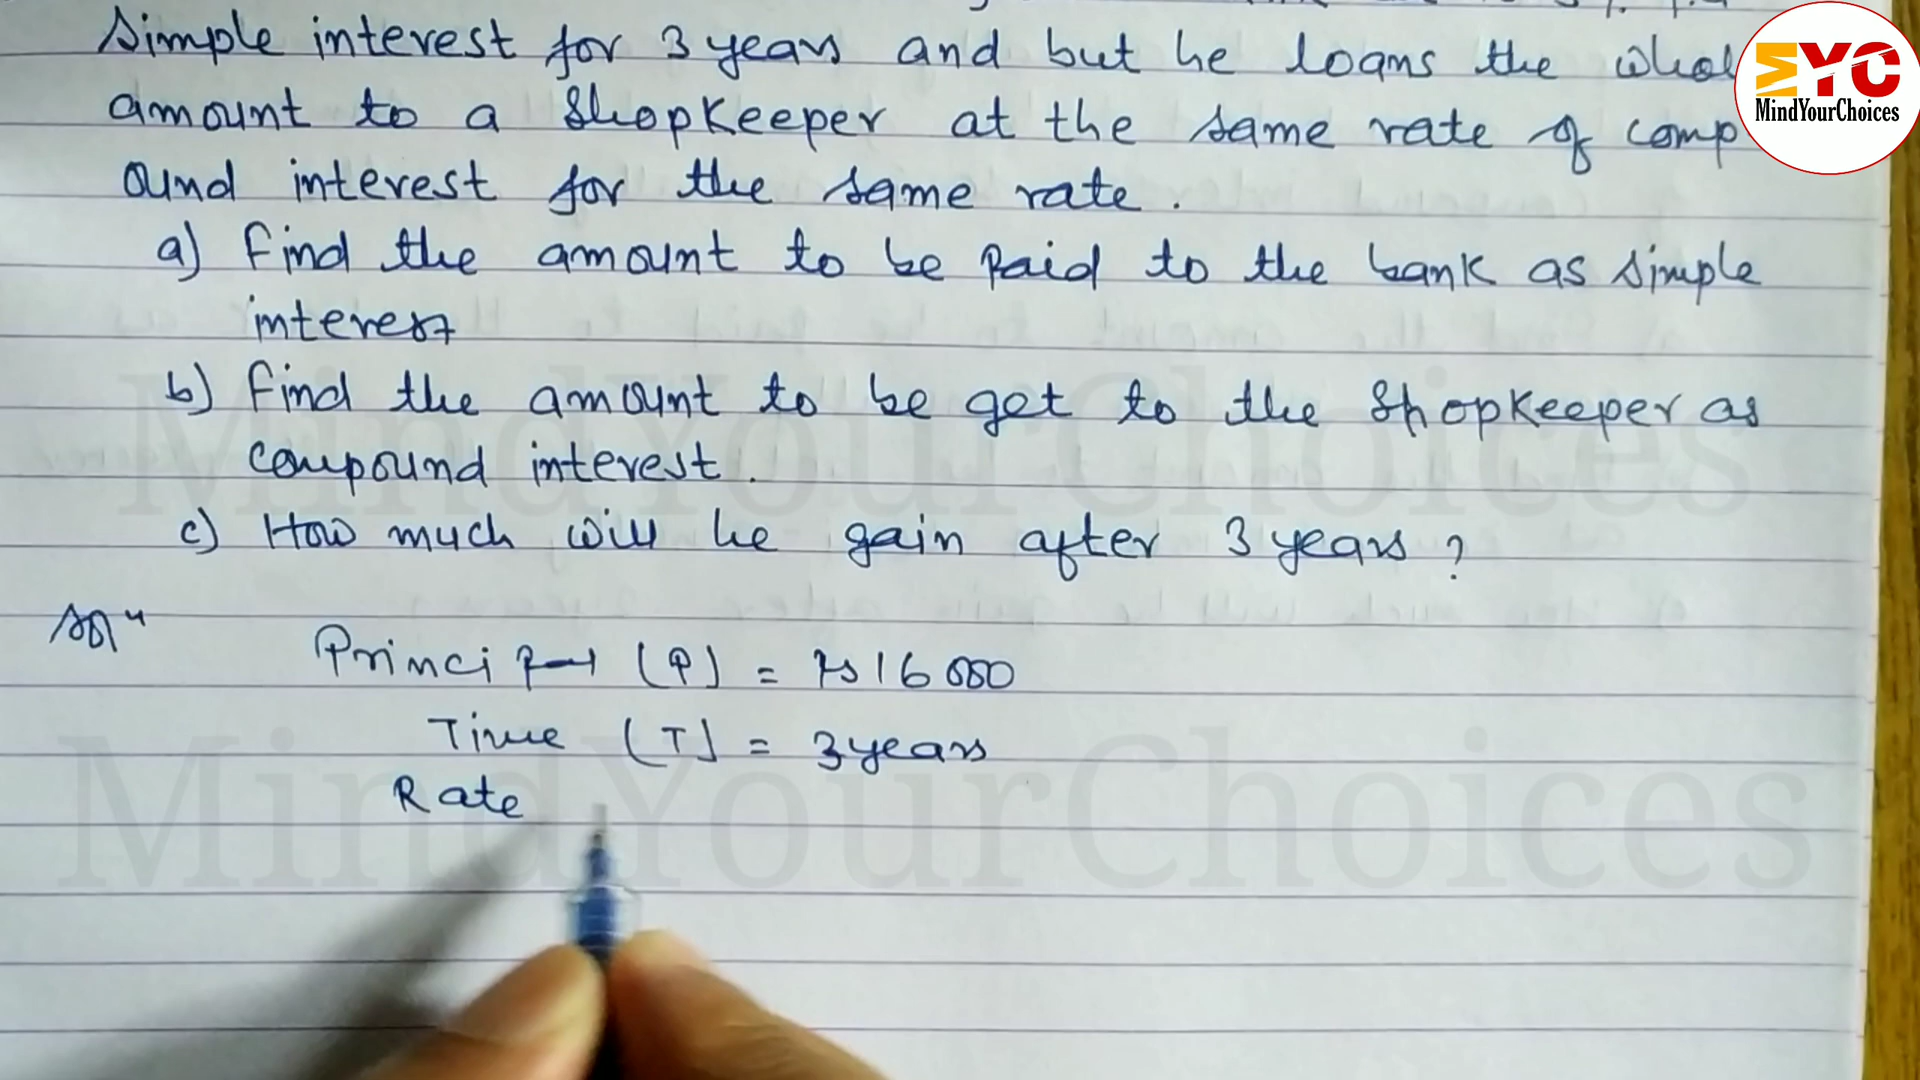 Simple interest for 3 years and but he loans the whol
amount to a shopkeeper at the same rate of comp
ound interest for the same rate.
a) Find the amount to be paid to the bank as simple
interest
b) Find the amount to be get to the shopkeeper as
compound interest.
c) How much will he gain after 3 years?
Principal (P) = Rs 16000
Time (T) = 3 years
Rate
MYC
MindYourChoices
MindYourChoices
MindYourChoices